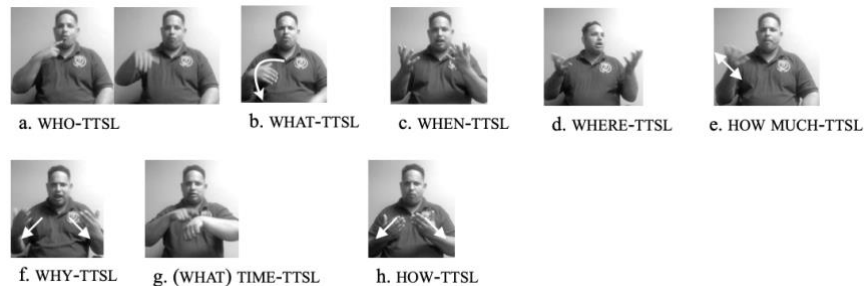 a. WHO-TTSL
b. WHAT-TTSL
c. WHEN-TTSL
d. WHERE-TTSL
e. HOW MUCH-TTSL
f. WHY-TTSL
g. (WHAT) TIME-TTSL
h. HOW-TTSL